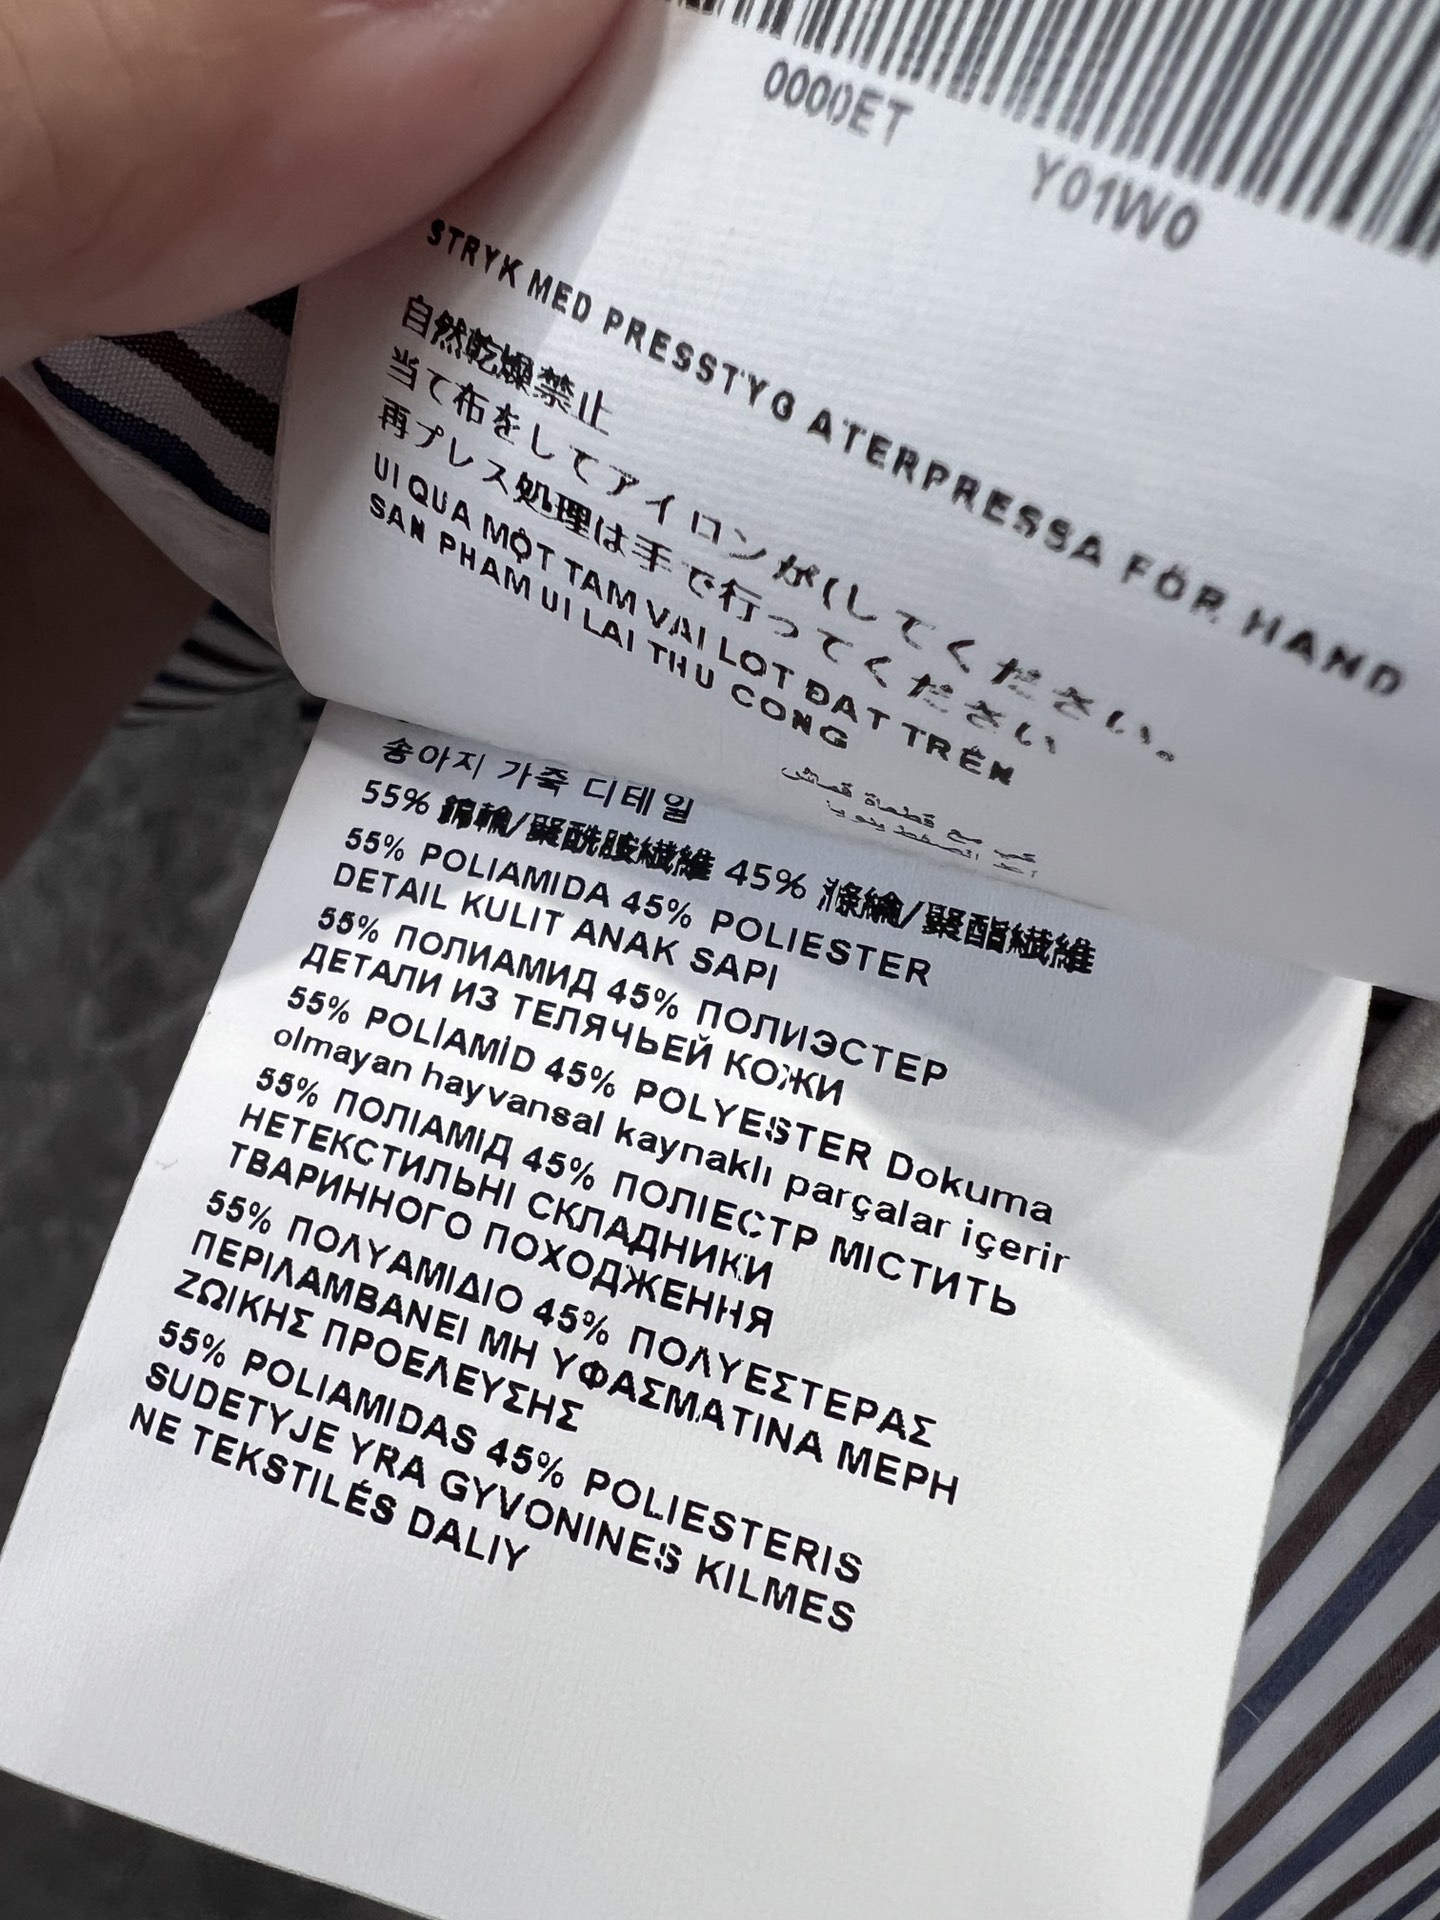 0000ET Y01W0
STRYK MED PRESSTYG ATERPRESSA FÖR HAND
自然乾燥禁止
当て布をしてアイロンがけしてください。
再プレス処理は手で行ってください
UI QUA MỘT TAM VAI LOT ĐAT TRÊN
SAN PHAM UI LAI THU CONG
송아지 가죽 디테일
55% 錦輪/聚酰胺纖維 45% 滌綸/聚酯纖維
55% POLIAMIDA 45% POLIESTER
DETAIL KULIT ANAK SAPI
55% ПОЛИАМИД 45% ПОЛИЭСТЕР
ДЕТАЛИ ИЗ ТЕЛЯЧЬЕЙ КОЖИ
55% POLİAMİD 45% POLYESTER Dokuma
olmayan hayvansal kaynaklı parçalar içerir
55% ПОЛІАМІД 45% ПОЛІЕСТР МІСТИТЬ
НЕТЕКСТИЛЬНІ СКЛАДНИКИ
ТВАРИННОГО ПОХОДЖЕННЯ
55% ΠΟΛΥΑΜΙΔΙΟ 45% ΠΟΛΥΕΣΤΕΡΑΣ
ΠΕΡΙΛΑΜΒΑΝΕΙ ΜΗ ΥΦΑΣΜΑΤΙΝΑ ΜΕΡΗ
ΖΩΙΚΗΣ ΠΡΟΕΛΕΥΣΗΣ
55% POLIAMIDAS 45% POLIESTERIS
SUDETYJE YRA GYVONINES KILMES
NE TEKSTILÉS DALIY